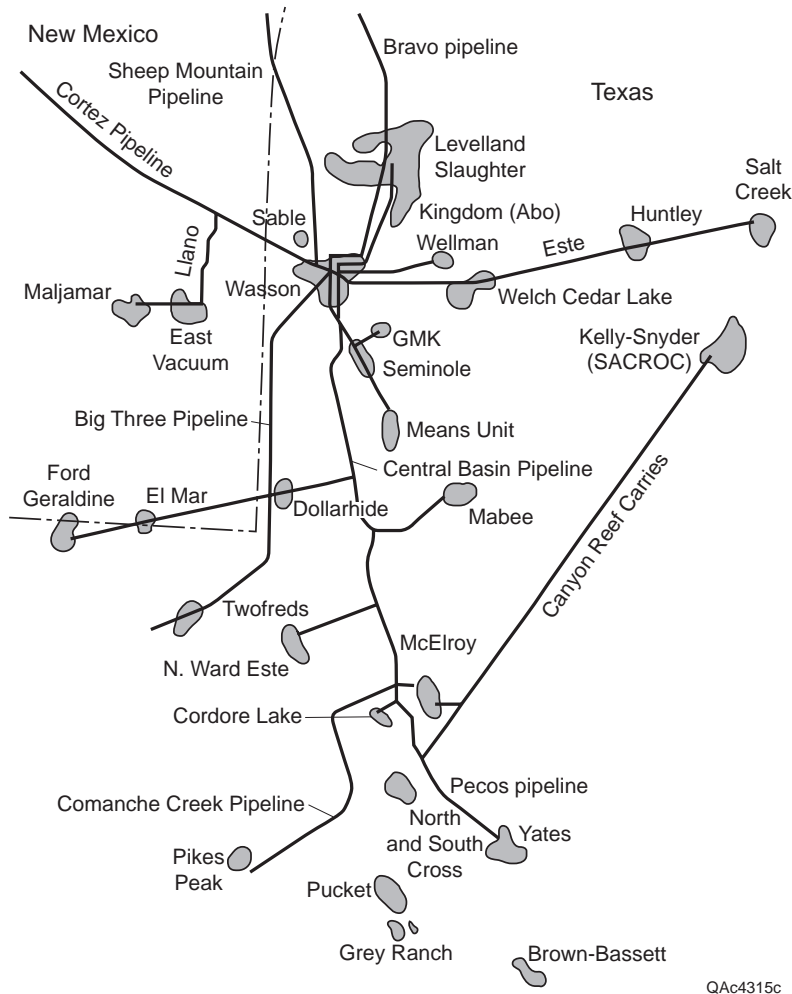 New Mexico
Bravo pipeline
Sheep Mountain
Pipeline
Texas
Cortez Pipeline
Levelland
Slaughter
Salt
Creek
Kingdom (Abo)
Huntley
Sable
Wellman
Este
Llano
Maljamar
Wasson
Welch Cedar Lake
East
Vacuum
GMK
Kelly-Snyder
(SACROC)
Seminole
Big Three Pipeline
Means Unit
Ford
Geraldine
El Mar
Central Basin Pipeline
Dollarhide
Mabee
Canyon Reef Carries
Twofreds
N. Ward Este
McElroy
Cordore Lake
Pecos pipeline
Comanche Creek Pipeline
North
and South
Cross
Yates
Pikes
Peak
Pucket
Grey Ranch
Brown-Bassett
QAc4315c